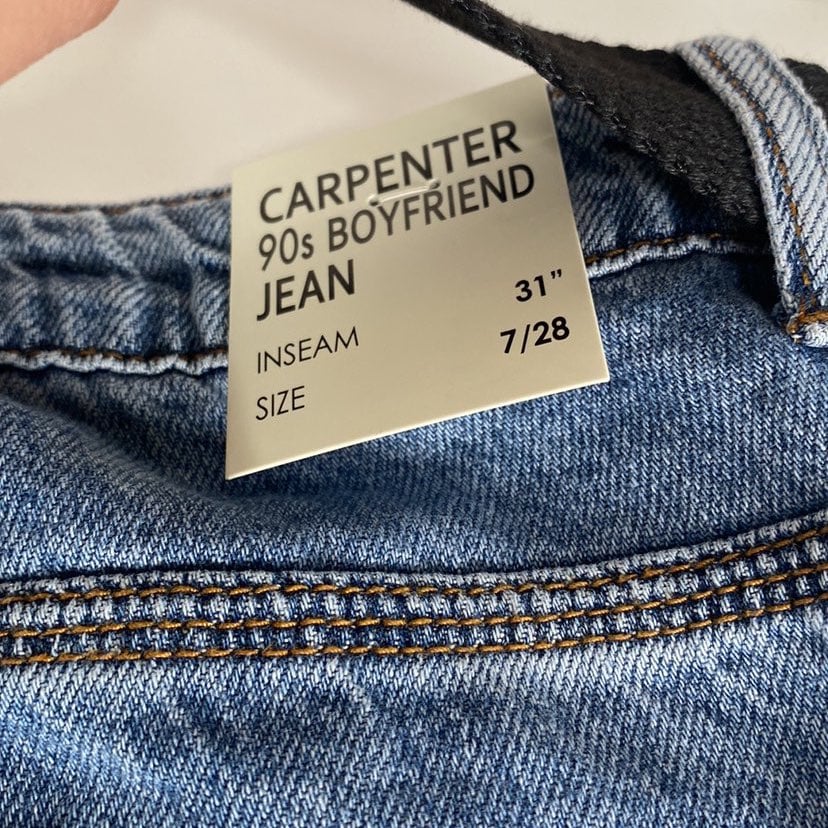 CARPENTER
90s BOYFRIEND
JEAN
INSEAM 31”
SIZE 7/28